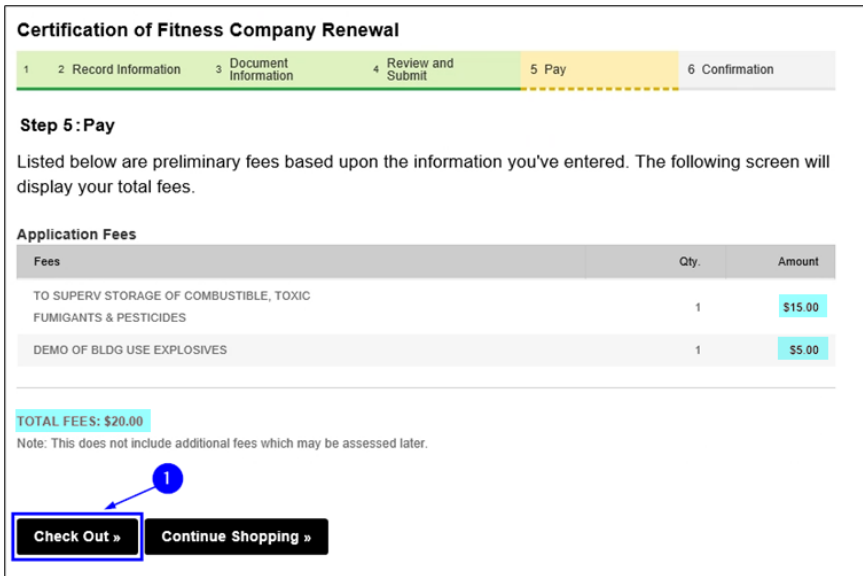 Certification of Fitness Company Renewal
1 2 Record Information 3 Document Information 4 Review and Submit 5 Pay 6 Confirmation
Step 5:Pay
Listed below are preliminary fees based upon the information you've entered. The following screen will
display your total fees.
Application Fees
Fees Qty. Amount
TO SUPERV STORAGE OF COMBUSTIBLE, TOXIC
FUMIGANTS & PESTICIDES 1 $15.00
DEMO OF BLDG USE EXPLOSIVES 1 $5.00
TOTAL FEES: $20.00
Note: This does not include additional fees which may be assessed later.
1
Check Out » Continue Shopping »